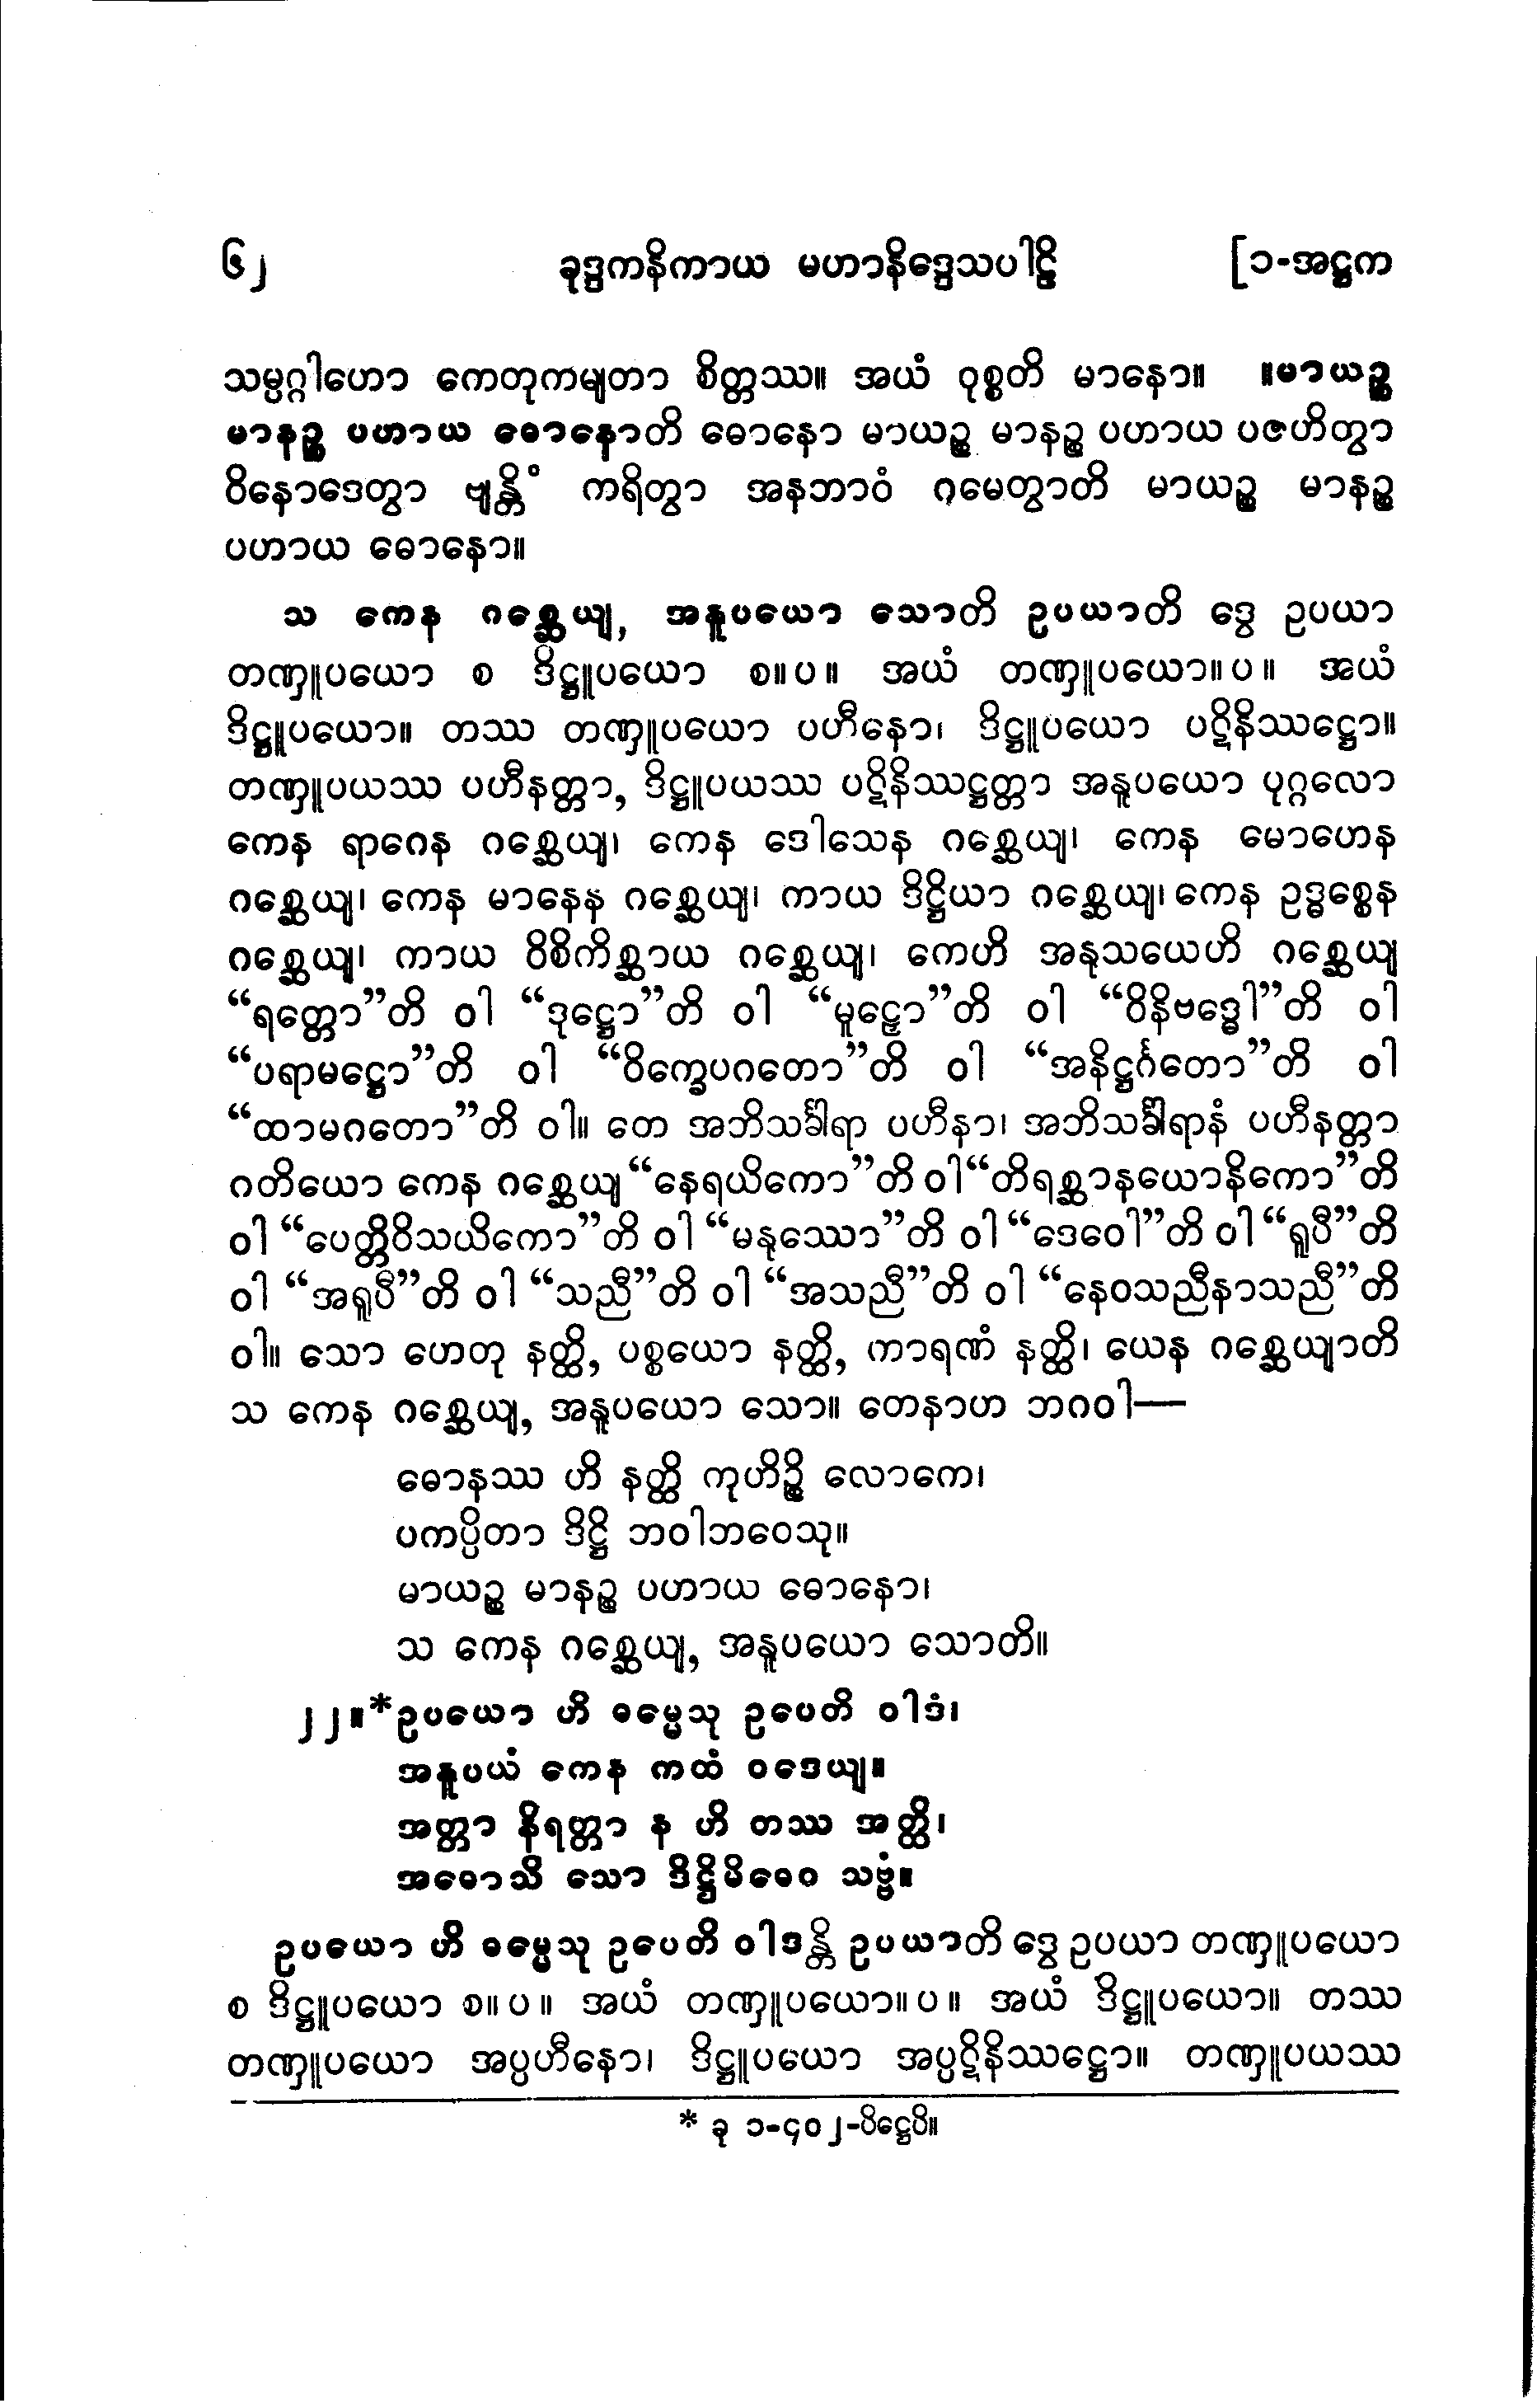 ၆၂ ခုဒ္ဒကနိကာယ မဟာနိဒ္ဒေသပါဠိ [၁-အဋ္ဌက
သမ္ပဂ္ဂါဟော ကေတုကမျတာ စိတ္တဿ။ အယံ ဝုစ္စတိ မာနော။ ။မာယဉ္စ
မာနဉ္စ ပဟာယ ဓောနောတိ ဓောနော မာယဉ္စ မာနဉ္စ ပဟာယ ပဇဟိတွာ
ဝိနောဒေတွာ ဗျန္တိံ ကရိတွာ အနဘာဝံ ဂမေတွာတိ မာယဉ္စ မာနဉ္စ
ပဟာယ ဓောနော။
သ ကေန ဂစ္ဆေယျ, အနူပယော သောတိ ဥပယာတိ ဒွေ ဥပယာ
တဏှူပယော စ ဒိဋ္ဌူပယော စ။ပ။ အယံ တဏှူပယော။ပ။ အယံ
ဒိဋ္ဌူပယော။ တဿ တဏှူပယော ပဟီနော၊ ဒိဋ္ဌူပယော ပဋိနိဿဋ္ဌော။
တဏှူပယဿ ပဟီနတ္တာ, ဒိဋ္ဌူပယဿ ပဋိနိဿဋ္ဌတ္တာ အနူပယော ပုဂ္ဂလော
ကေန ရာဂေန ဂစ္ဆေယျ၊ ကေန ဒေါသေန ဂစ္ဆေယျ၊ ကေန မောဟေန
ဂစ္ဆေယျ၊ ကေန မာနေန ဂစ္ဆေယျ၊ ကာယ ဒိဋ္ဌိယာ ဂစ္ဆေယျ၊ ကေန ဥဒ္ဓစ္စေန
ဂစ္ဆေယျ၊ ကာယ ဝိစိကိစ္ဆာယ ဂစ္ဆေယျ၊ ကေဟိ အနုသယေဟိ ဂစ္ဆေယျ
“ရတ္တော”တိ ဝါ “ဒုဋ္ဌော”တိ ဝါ “မူဠှော”တိ ဝါ “ဝိနိဗဒ္ဓေါ”တိ ဝါ
“ပရာမဋ္ဌော”တိ ဝါ “ဝိက္ခေပဂတော”တိ ဝါ “အနိဋ္ဌင်္ဂတော”တိ ဝါ
“ထာမဂတော”တိ ဝါ။ တေ အဘိသင်္ခါရာ ပဟီနာ၊ အဘိသင်္ခါရာနံ ပဟီနတ္တာ
ဂတိယော ကေန ဂစ္ဆေယျ “နေရယိကော”တိ ဝါ “တိရစ္ဆာနယောနိကော”တိ
ဝါ “ပေတ္တိဝိသယိကော”တိ ဝါ “မနုဿော”တိ ဝါ “ဒေဝေါ”တိ ဝါ “ရူပီ”တိ
ဝါ “အရူပီ”တိ ဝါ “သညီ”တိ ဝါ “အသညီ”တိ ဝါ “နေဝသညီနာသညီ”တိ
ဝါ။ သော ဟေတု နတ္ထိ, ပစ္စယော နတ္ထိ, ကာရဏံ နတ္ထိ၊ ယေန ဂစ္ဆေယျာတိ
သ ကေန ဂစ္ဆေယျ, အနူပယော သော။ တေနာဟ ဘဂဝါ—
ဓောနဿ ဟိ နတ္ထိ ကုဟိဉ္စိ လောကေ၊
ပကပ္ပိတာ ဒိဋ္ဌိ ဘဝါဘဝေသု။
မာယဉ္စ မာနဉ္စ ပဟာယ ဓောနော၊
သ ကေန ဂစ္ဆေယျ, အနူပယော သောတိ။
၂၂။*ဥပယော ဟိ ဓမ္မေသု ဥပေတိ ဝါဒံ၊
အနူပယံ ကေန ကထံ ဝဒေယျ။
အတ္တာ နိရတ္တာ န ဟိ တဿ အတ္ထိ၊
အဓောသိ သော ဒိဋ္ဌိမိဓေဝ သဗ္ဗံ။
ဥပယော ဟိ ဓမ္မေသု ဥပေတိ ဝါဒန္တိ ဥပယာတိ ဒွေ ဥပယာ တဏှူပယော
စ ဒိဋ္ဌူပယော စ။ပ။ အယံ တဏှူပယော။ပ။ အယံ ဒိဋ္ဌူပယော။ တဿ
တဏှူပယော အပ္ပဟီနော၊ ဒိဋ္ဌူပယော အပ္ပဋိနိဿဋ္ဌော။ တဏှူပယဿ
* ခု ၁-၄၀၂-ပိဋ္ဌေပိ။